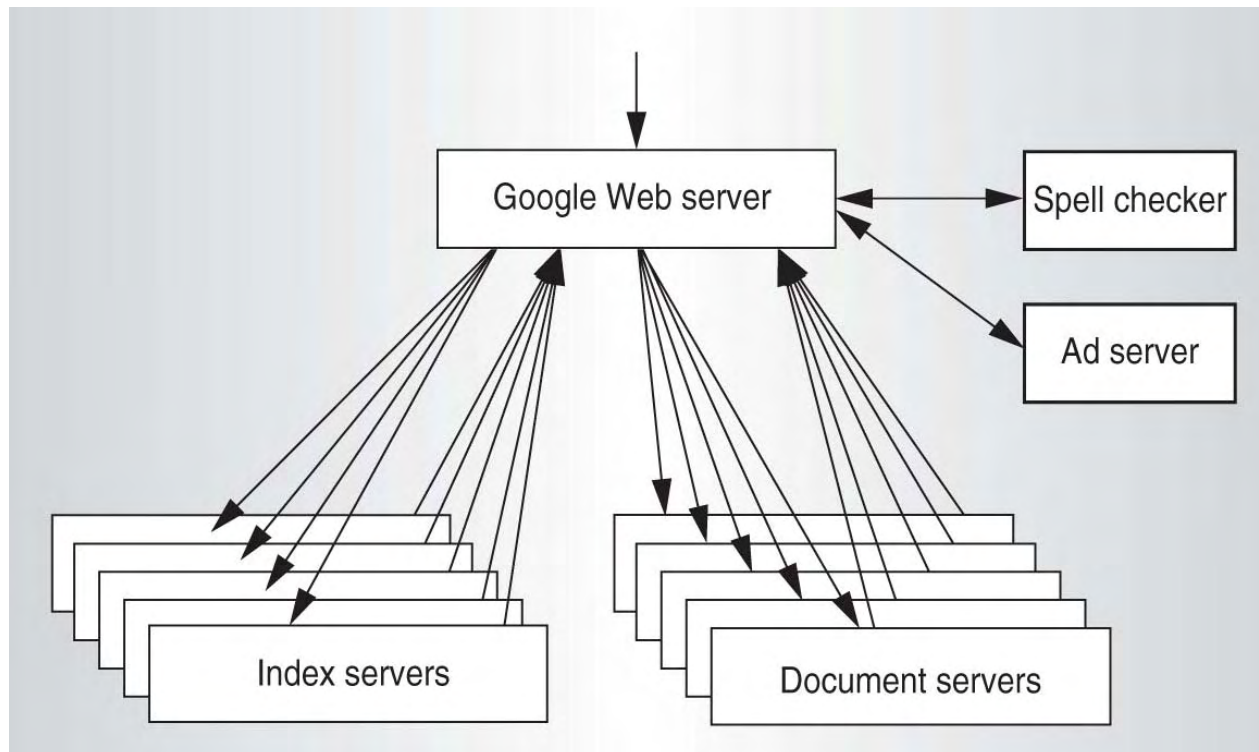 Google Web server
Spell checker
Ad server
Index servers
Document servers